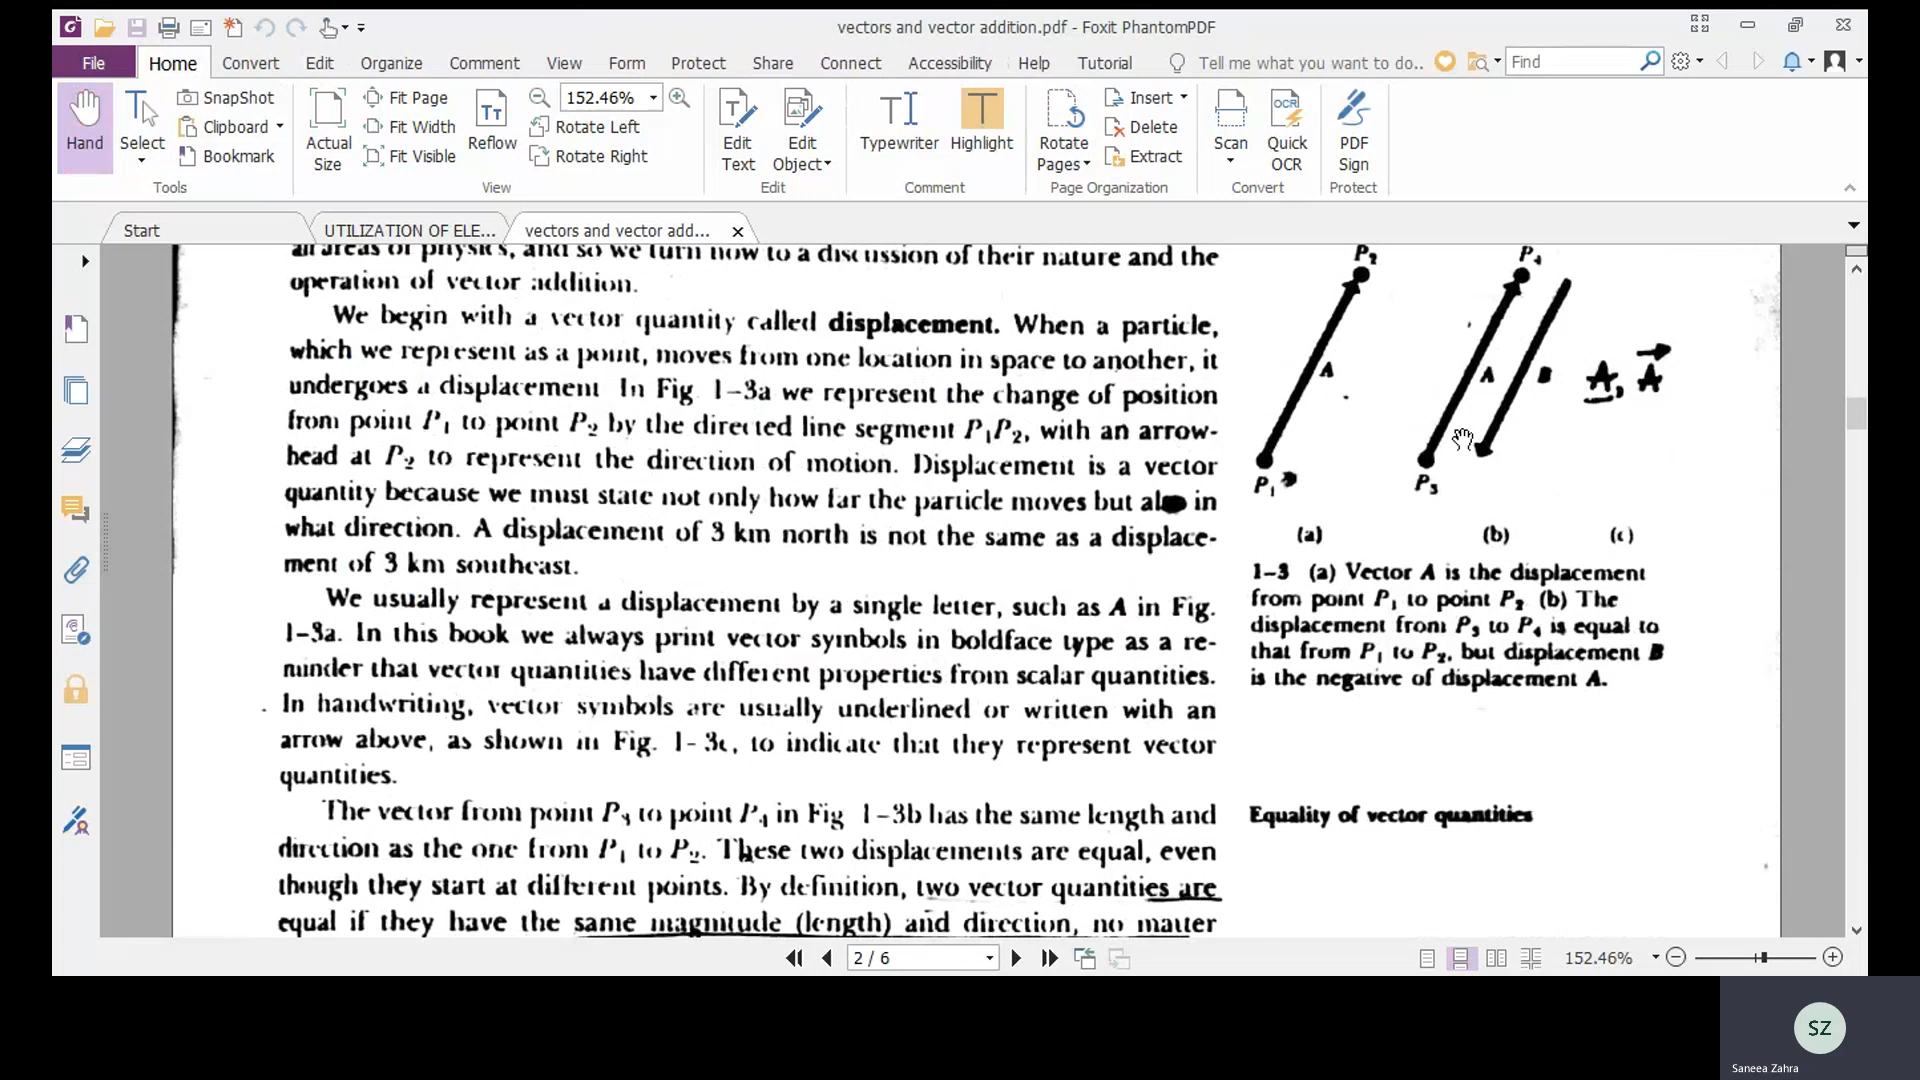 vectors and vector addition.pdf - Foxit PhantomPDF
File Home Convert Edit Organize Comment View Form Protect Share Connect Accessibility Help Tutorial Tell me what you want to do.. Find
Hand
Select
SnapShot
Clipboard
Bookmark
Tools
Actual Size
Fit Page
Fit Width
Fit Visible
Reflow
152.46%
Rotate Left
Rotate Right
View
Edit Text
Edit Object
Edit
Typewriter
Highlight
Comment
Rotate Pages
Insert
Delete
Extract
Page Organization
Scan
Quick OCR
OCR
Convert
PDF Sign
Protect
Start
UTILIZATION OF ELE...
vectors and vector add...
all areas of physics, and so we turn now to a discussion of their nature and the
operation of vector addition.
We begin with a vector quantity called displacement. When a particle,
which we represent as a point, moves from one location in space to another, it
undergoes a displacement In Fig 1–3a we represent the change of position
from point P₁ to point P₂ by the directed line segment P₁P₂, with an arrow-
head at P₂ to represent the direction of motion. Displacement is a vector
quantity because we must state not only how far the particle moves but also in
what direction. A displacement of 3 km north is not the same as a displace-
ment of 3 km southeast.
We usually represent a displacement by a single letter, such as A in Fig.
1–3a. In this book we always print vector symbols in boldface type as a re-
minder that vector quantities have different properties from scalar quantities.
In handwriting, vector symbols are usually underlined or written with an
arrow above, as shown in Fig. 1–3c, to indicate that they represent vector
quantities.
The vector from point P₃ to point P₄ in Fig 1–3b has the same length and
direction as the one from P₁ to P₂. These two displacements are equal, even
though they start at different points. By definition, two vector quantities are
equal if they have the same magnitude (length) and direction, no matter
P₂ P₄
A A B A, A⃗
P₁ P₃
(a) (b) (c)
1–3 (a) Vector A is the displacement
from point P₁ to point P₂ (b) The
displacement from P₃ to P₄ is equal to
that from P₁ to P₂, but displacement B
is the negative of displacement A.
Equality of vector quantities
2 / 6
152.46%
SZ
Saneea Zahra